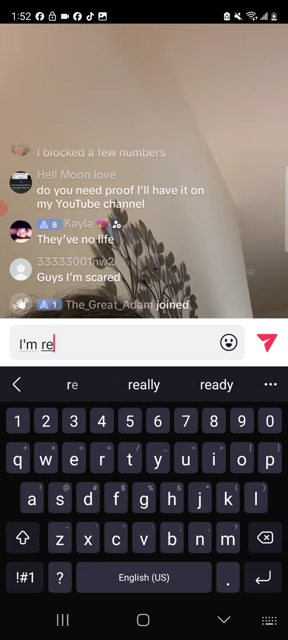 1:52
I blocked a few numbers
Hell Moon love
do you need proof I'll have it on
my YouTube channel
8 Kayla
They've no life
33333001nw2
Guys I'm scared
1 The_Great_Adam joined
I'm re
re really ready
1 2 3 4 5 6 7 8 9 0
q w e r t y u i o p
a s d f g h j k l
z x c v b n m
!#1 ? English (US) .